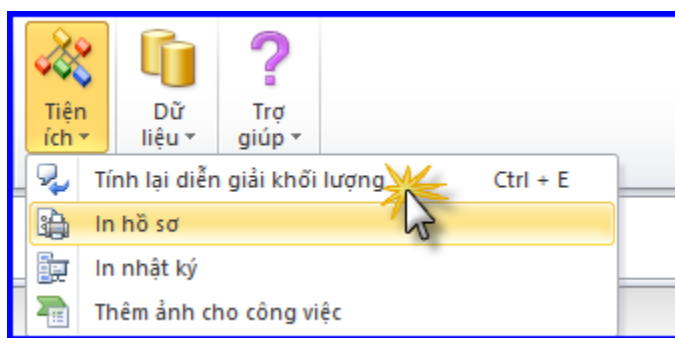 Tiện ích
Dữ liệu
Trợ giúp
Tính lại diễn giải khối lượng Ctrl + E
In hồ sơ
In nhật ký
Thêm ảnh cho công việc